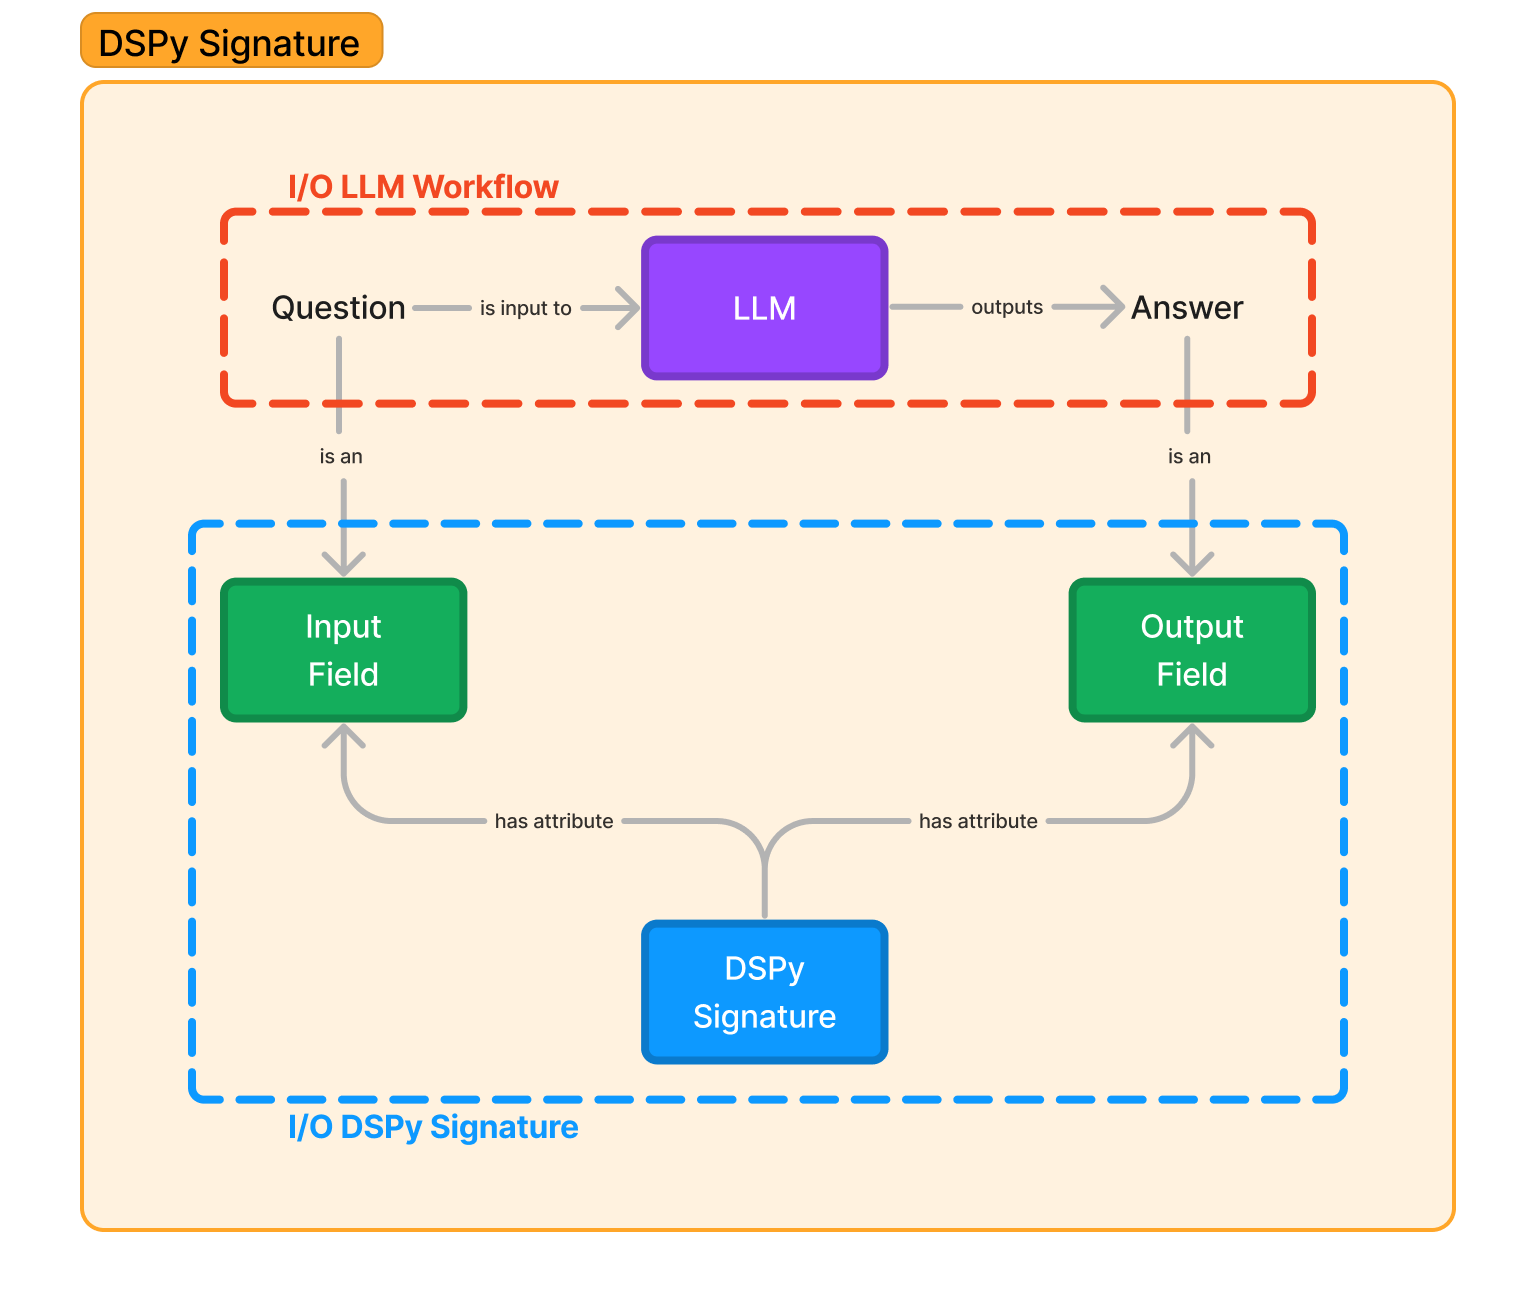 DSPy Signature
I/O LLM Workflow
Question
is input to
LLM
outputs
Answer
is an
is an
Input
Field
Output
Field
has attribute
has attribute
DSPy
Signature
I/O DSPy Signature